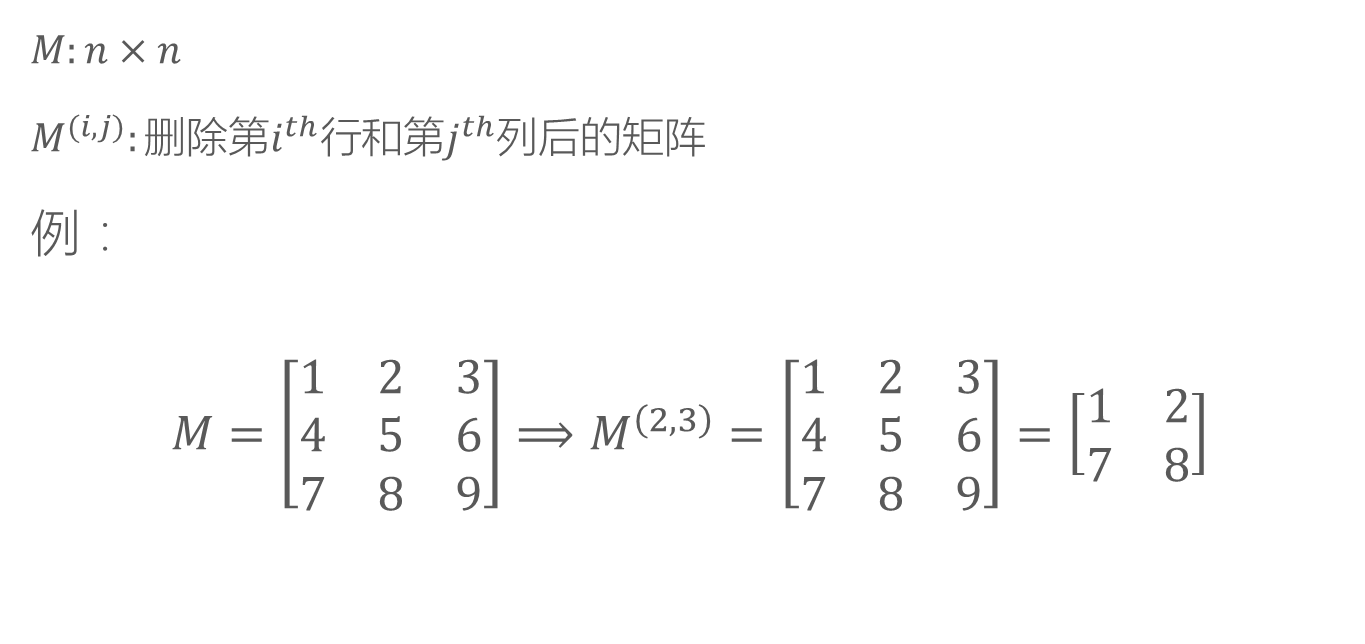 M: n × n
M^(i,j): 删除第i^th行和第j^th列后的矩阵
例：
M = [1 2 3; 4 5 6; 7 8 9] ⟹ M^(2,3) = [1 2 3; 4 5 6; 7 8 9] = [1 2; 7 8]